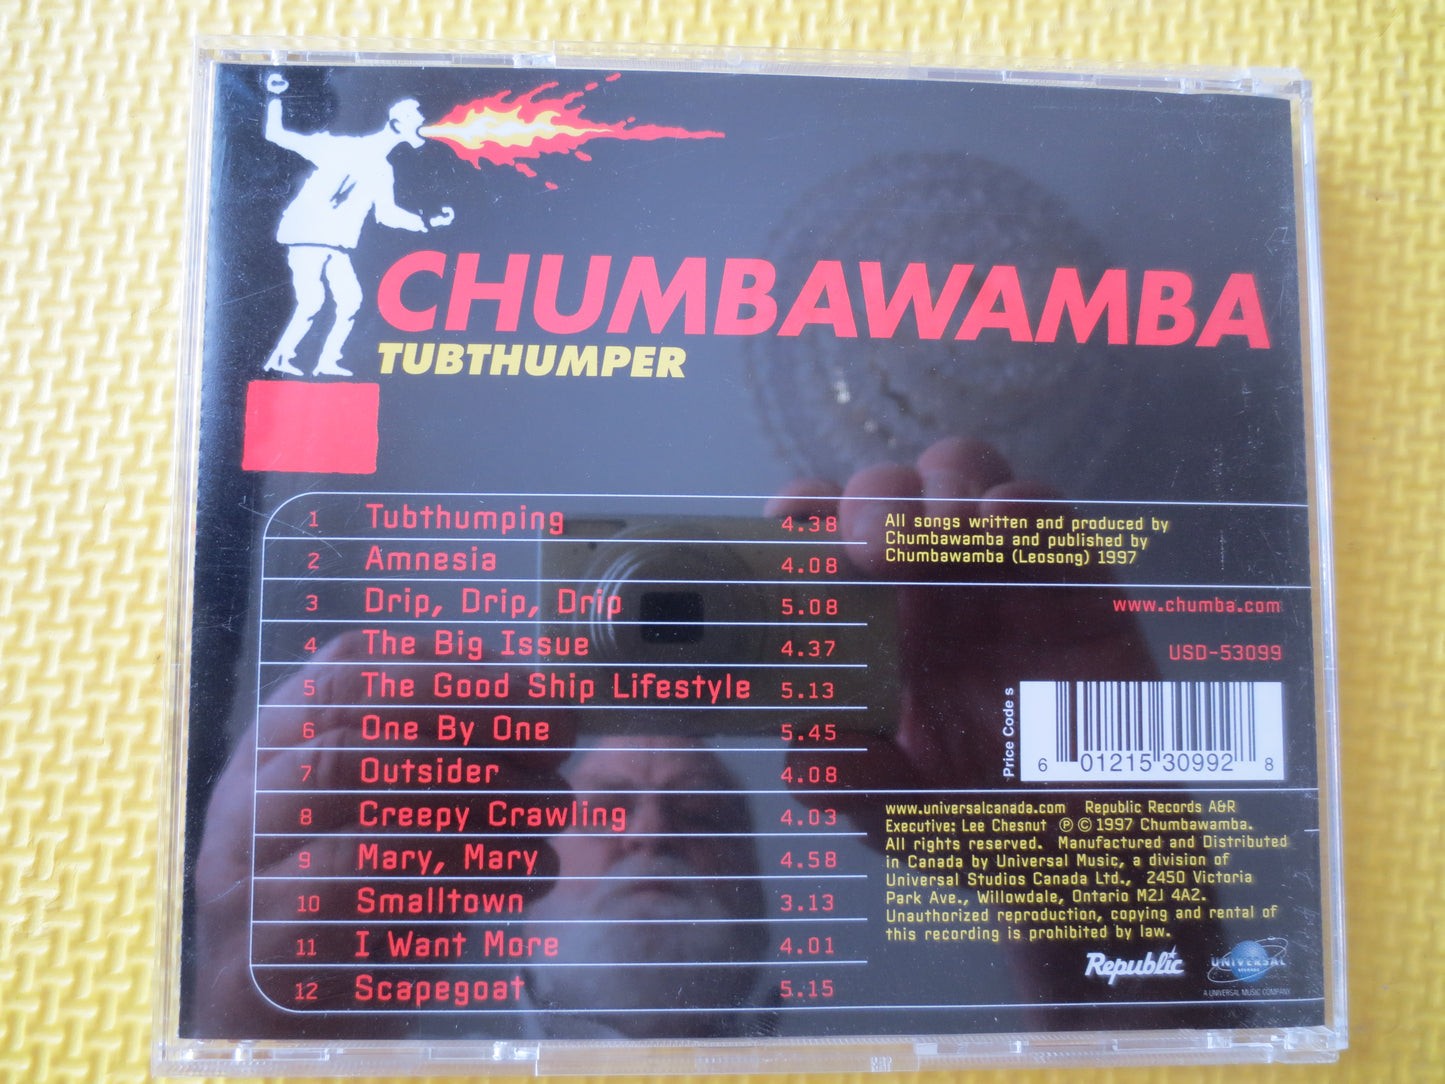 CHUMBAWAMBA
TUBTHUMPER
1 Tubthumping 4.38
2 Amnesia 4.08
3 Drip, Drip, Drip 5.08
4 The Big Issue 4.37
5 The Good Ship Lifestyle 5.13
6 One By One 5.45
7 Outsider 4.08
8 Creepy Crawling 4.03
9 Mary, Mary 4.58
10 Smalltown 3.13
11 I Want More 4.01
12 Scapegoat 5.15
All songs written and produced by
Chumbawamba and published by
Chumbawamba (Leosong) 1997
www.chumba.com
USD-53099
Price Code s
6 01215 30992 8
www.universalcanada.com Republic Records A&R
Executive: Lee Chesnut ℗ © 1997 Chumbawamba.
All rights reserved. Manufactured and Distributed
in Canada by Universal Music, a division of
Universal Studios Canada Ltd., 2450 Victoria
Park Ave., Willowdale, Ontario M2J 4A2.
Unauthorized reproduction, copying and rental of
this recording is prohibited by law.
Republic
UNIVERSAL
RECORDS
A UNIVERSAL MUSIC COMPANY